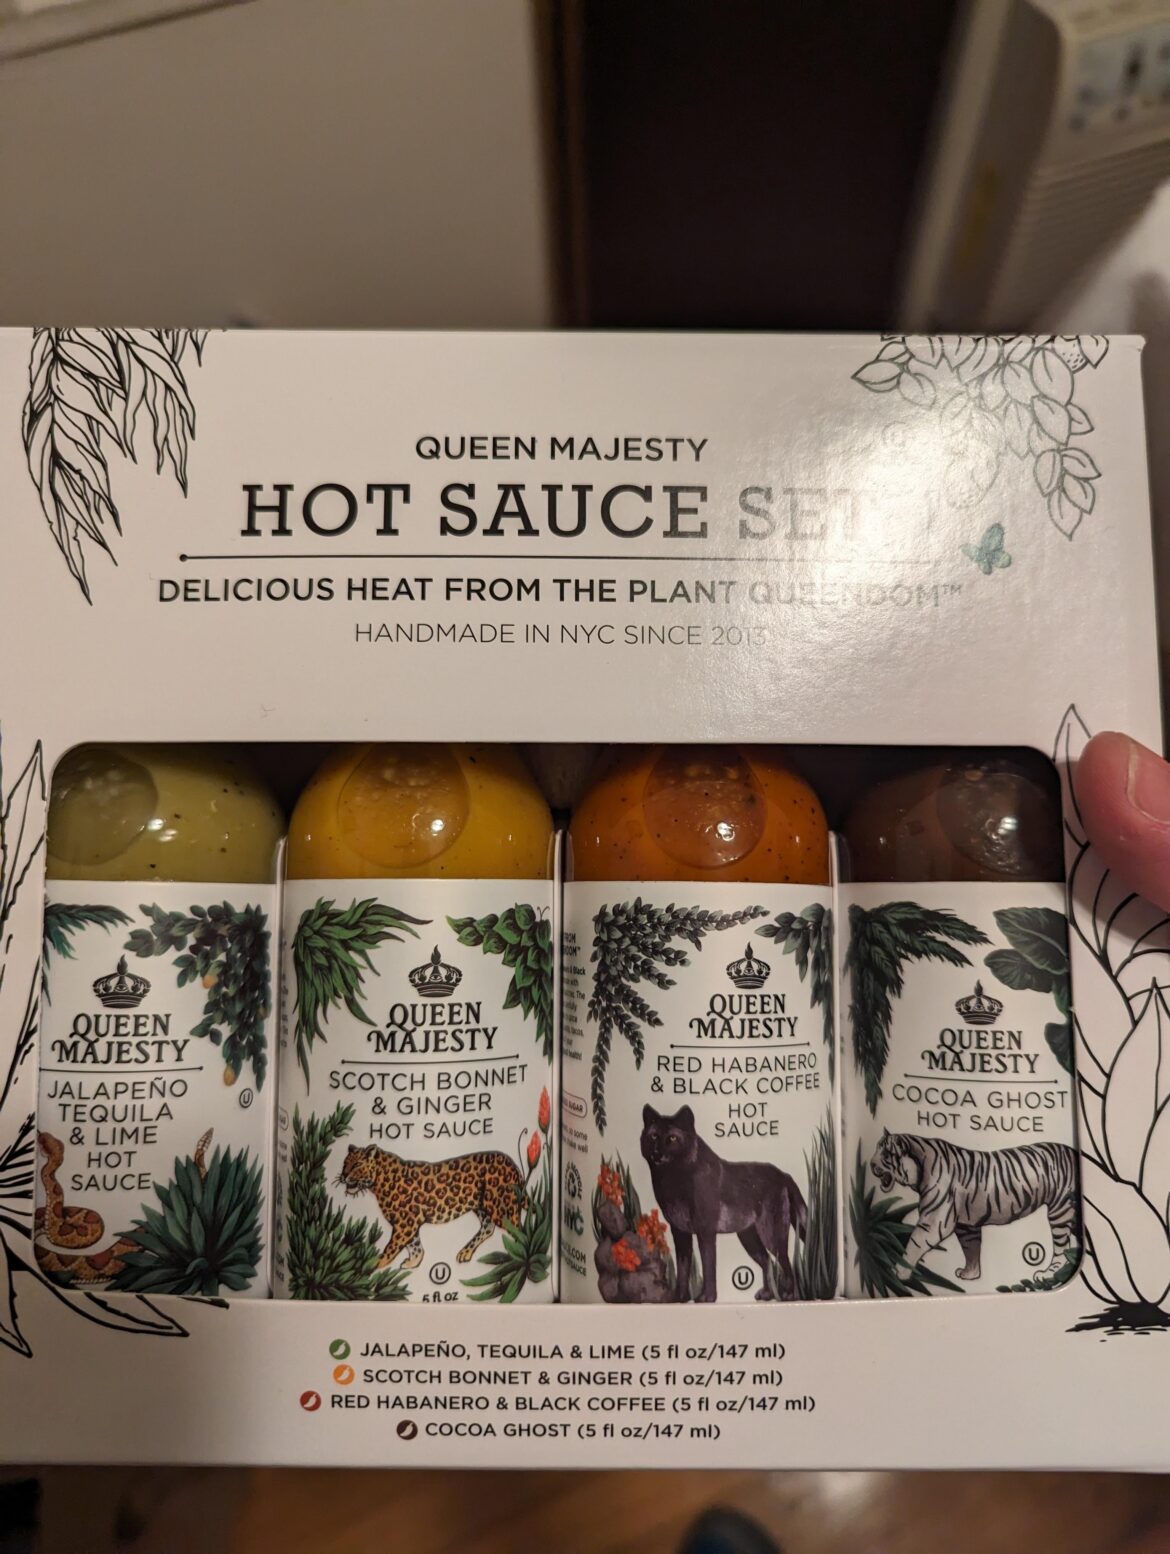 QUEEN MAJESTY
HOT SAUCE SET
DELICIOUS HEAT FROM THE PLANT QUEENDOM™
HANDMADE IN NYC SINCE 2013
QUEEN
MAJESTY
JALAPEÑO
TEQUILA
& LIME
HOT
SAUCE
U
QUEEN
MAJESTY
SCOTCH BONNET
& GINGER
HOT SAUCE
U
5 fl oz
QUEEN
MAJESTY
RED HABANERO
& BLACK COFFEE
HOT
SAUCE
U
QUEEN
MAJESTY
COCOA GHOST
HOT SAUCE
U
JALAPEÑO, TEQUILA & LIME (5 fl oz/147 ml)
SCOTCH BONNET & GINGER (5 fl oz/147 ml)
RED HABANERO & BLACK COFFEE (5 fl oz/147 ml)
COCOA GHOST (5 fl oz/147 ml)